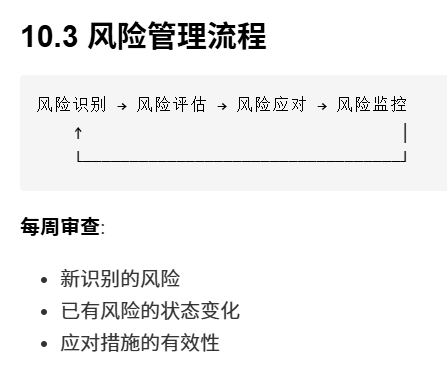 10.3 风险管理流程
风险识别 → 风险评估 → 风险应对 → 风险监控
每周审查:
• 新识别的风险
• 已有风险的状态变化
• 应对措施的有效性